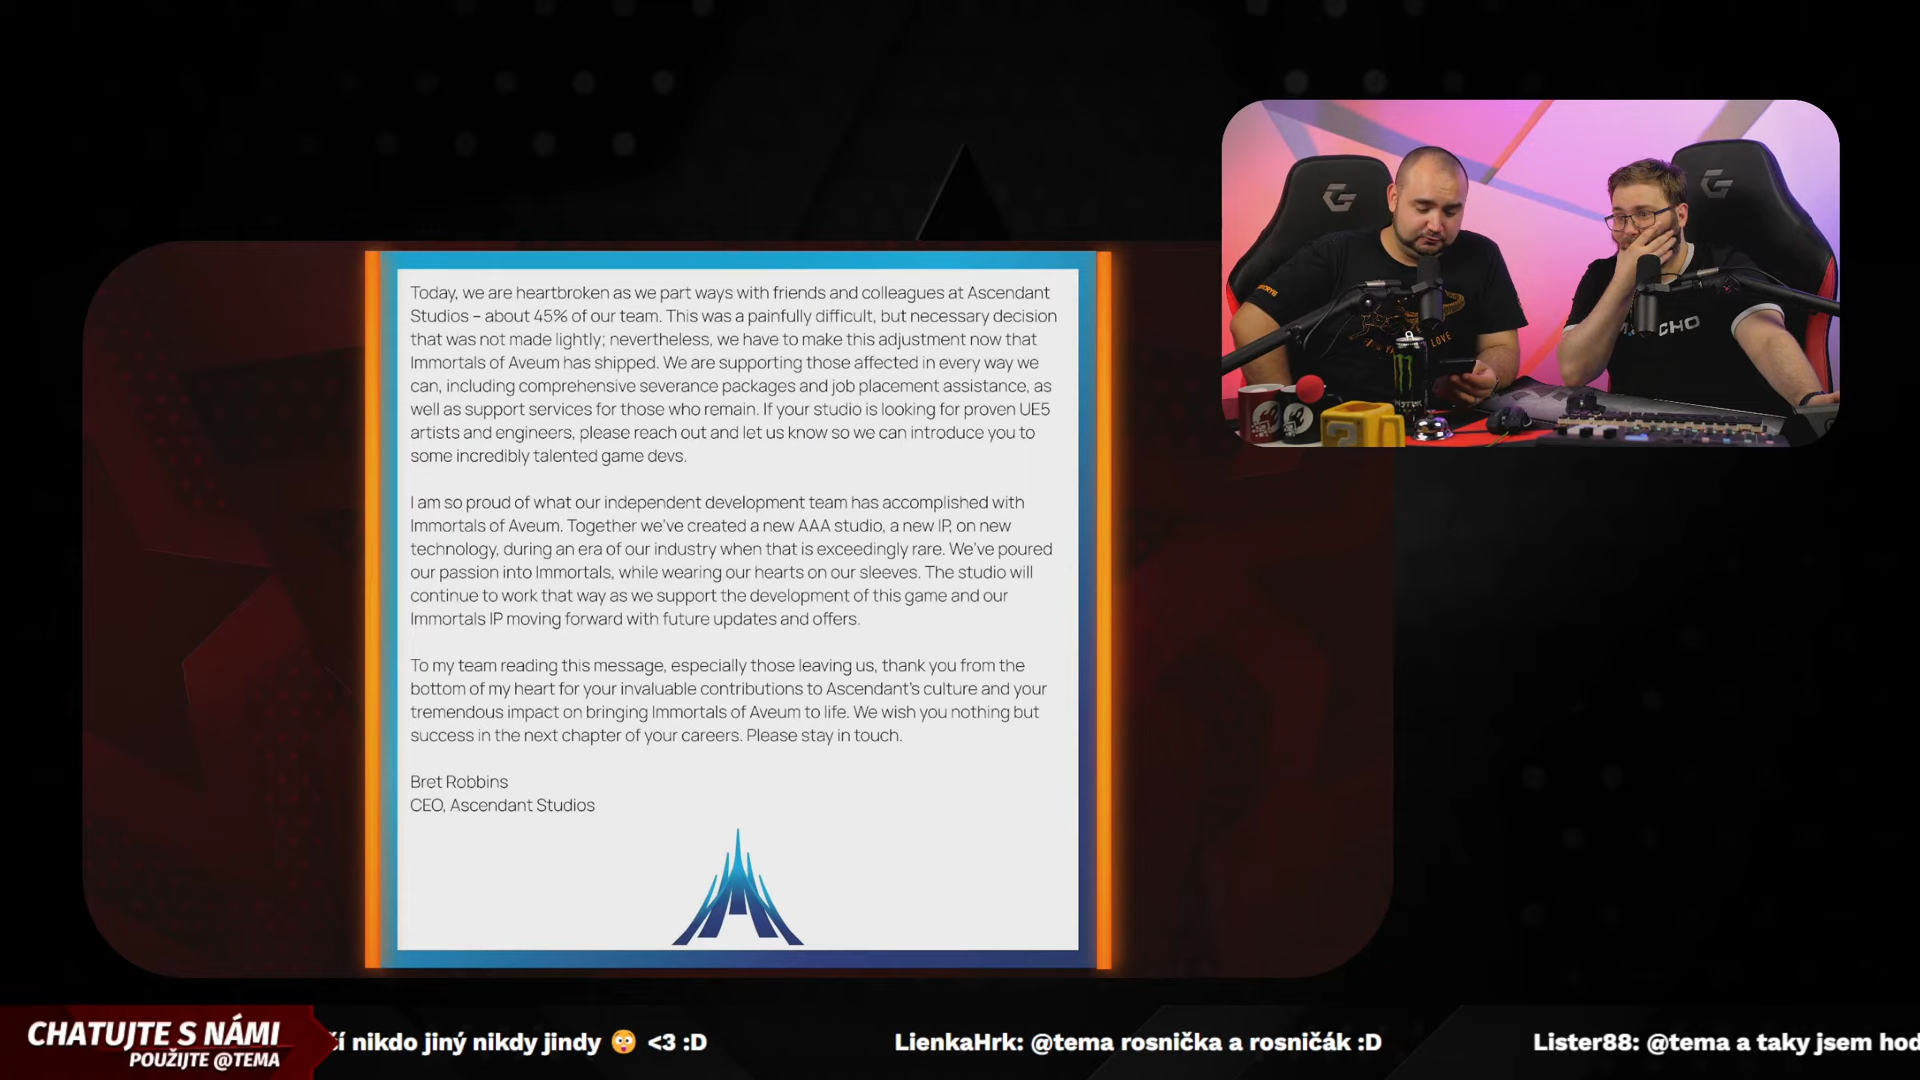 Today, we are heartbroken as we part ways with friends and colleagues at Ascendant
Studios – about 45% of our team. This was a painfully difficult, but necessary decision
that was not made lightly; nevertheless, we have to make this adjustment now that
Immortals of Aveum has shipped. We are supporting those affected in every way we
can, including comprehensive severance packages and job placement assistance, as
well as support services for those who remain. If your studio is looking for proven UE5
artists and engineers, please reach out and let us know so we can introduce you to
some incredibly talented game devs.
I am so proud of what our independent development team has accomplished with
Immortals of Aveum. Together we've created a new AAA studio, a new IP, on new
technology, during an era of our industry when that is exceedingly rare. We've poured
our passion into Immortals, while wearing our hearts on our sleeves. The studio will
continue to work that way as we support the development of this game and our
Immortals IP moving forward with future updates and offers.
To my team reading this message, especially those leaving us, thank you from the
bottom of my heart for your invaluable contributions to Ascendant's culture and your
tremendous impact on bringing Immortals of Aveum to life. We wish you nothing but
success in the next chapter of your careers. Please stay in touch.
Bret Robbins
CEO, Ascendant Studios
LOVE
CHATUJTE S NÁMI
POUŽIJTE @TEMA
nikdo jiný nikdy jindy 😳 <3 :D
LienkaHrk: @tema rosnička a rosničák :D
Lister88: @tema a taky jsem hod